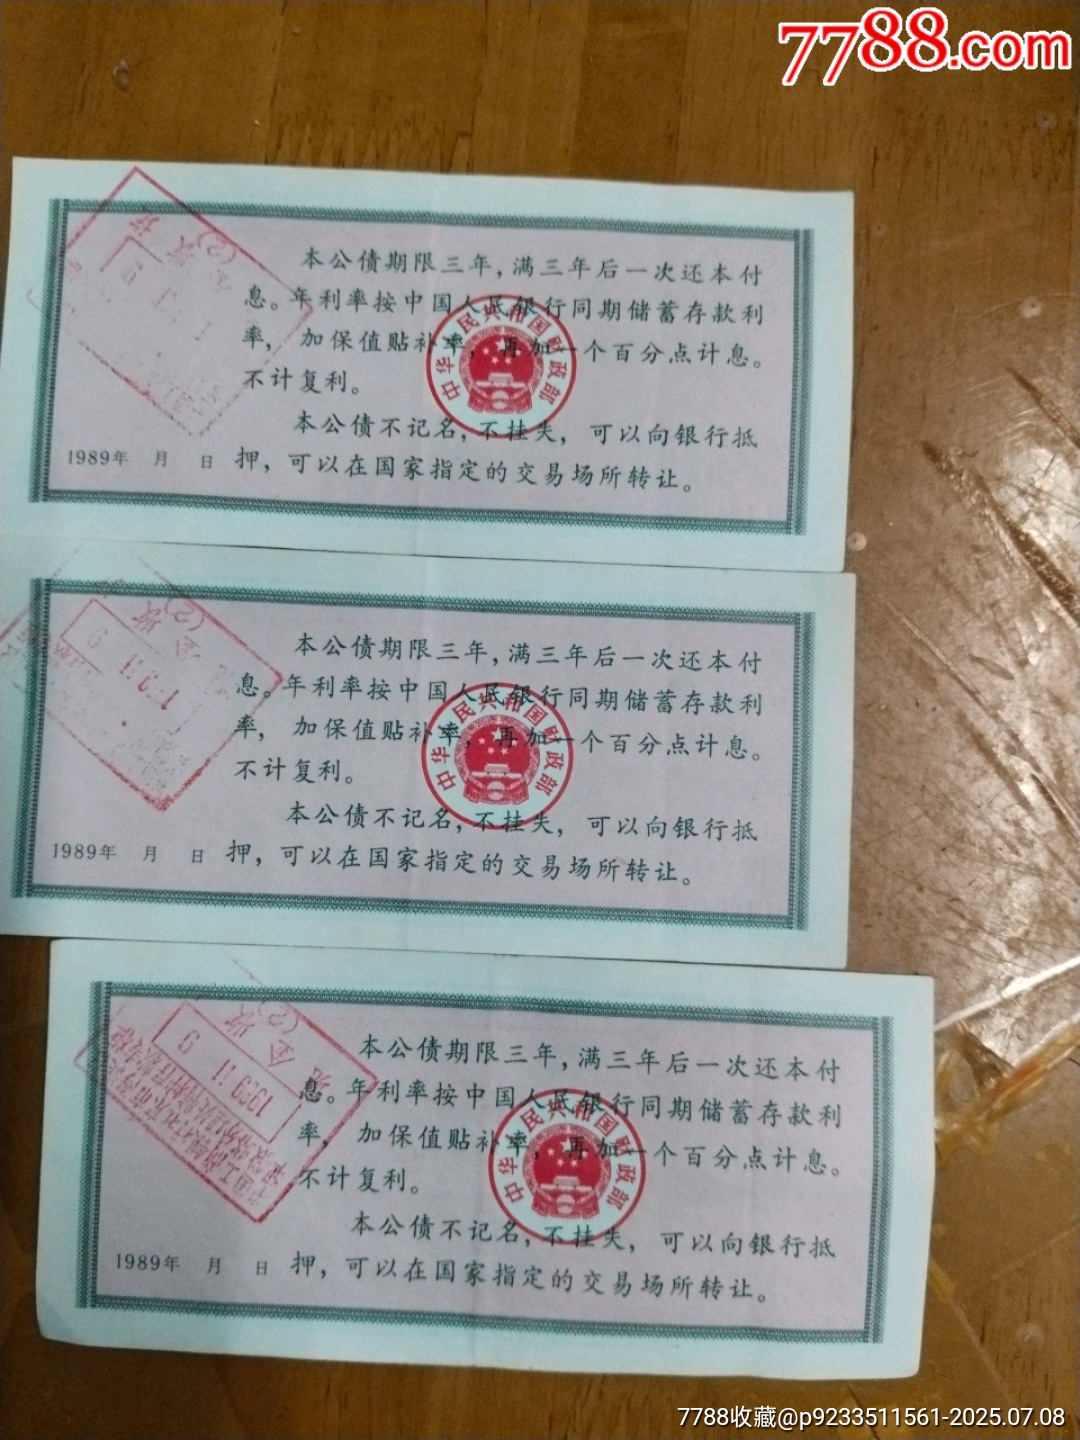 7788.com
本公债期限三年，满三年后一次还本付
息。年利率按中国人民银行同期储蓄存款利
率，加保值贴补率，再加一个百分点计息。
不计复利。
本公债不记名，不挂失，可以向银行抵
1989年 月 日 押，可以在国家指定的交易场所转让。
中华人民共和国财政部
(2)
本公债期限三年，满三年后一次还本付
息。年利率按中国人民银行同期储蓄存款利
率，加保值贴补率，再加一个百分点计息。
不计复利。
本公债不记名，不挂失，可以向银行抵
1989年 月 日 押，可以在国家指定的交易场所转让。
中华人民共和国财政部
(2)
本公债期限三年，满三年后一次还本付
息。年利率按中国人民银行同期储蓄存款利
率，加保值贴补率，再加一个百分点计息。
不计复利。
本公债不记名，不挂失，可以向银行抵
1989年 月 日 押，可以在国家指定的交易场所转让。
中华人民共和国财政部
1989 11 9
(2)
7788收藏@p9233511561-2025.07.08